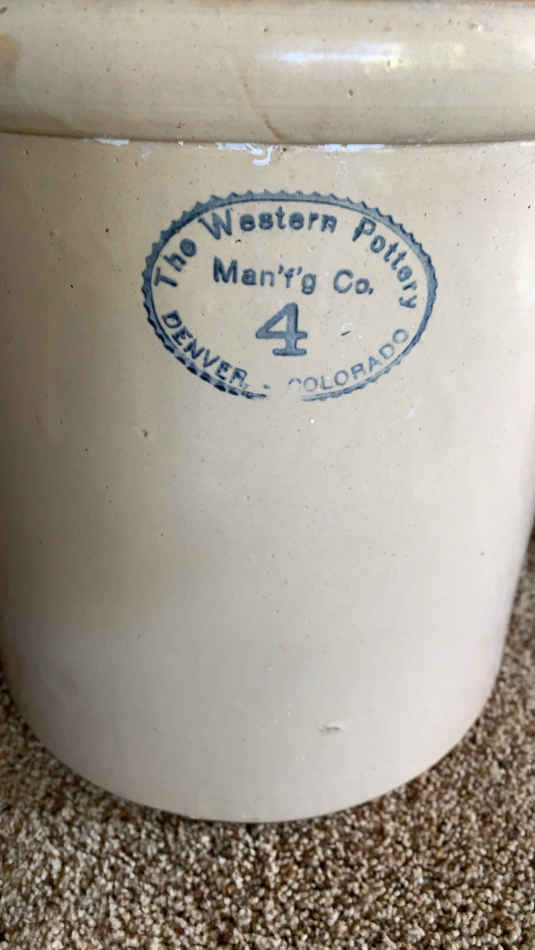 The Western Pottery
Man'f'g Co.
4
DENVER - COLORADO